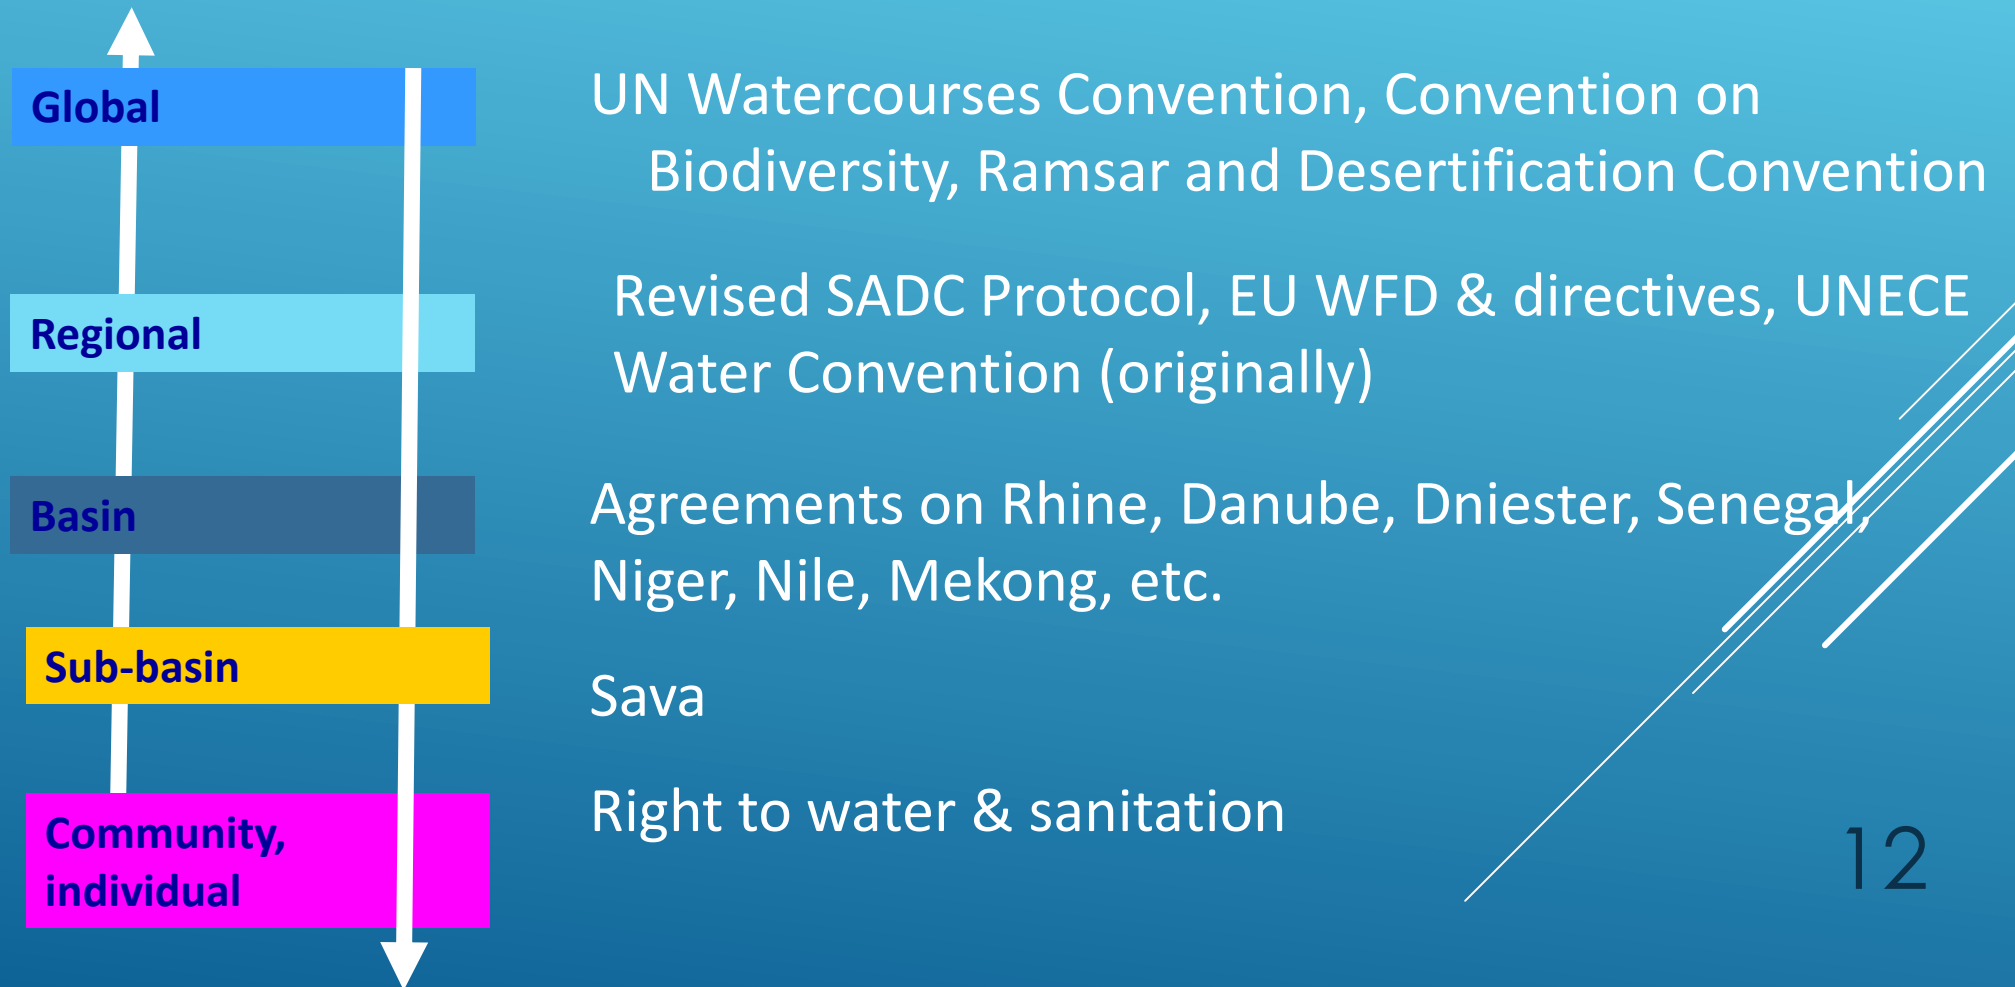 Global
UN Watercourses Convention, Convention on
Biodiversity, Ramsar and Desertification Convention
Regional
Revised SADC Protocol, EU WFD & directives, UNECE
Water Convention (originally)
Basin
Agreements on Rhine, Danube, Dniester, Senegal,
Niger, Nile, Mekong, etc.
Sub-basin
Sava
Community,
individual
Right to water & sanitation
12